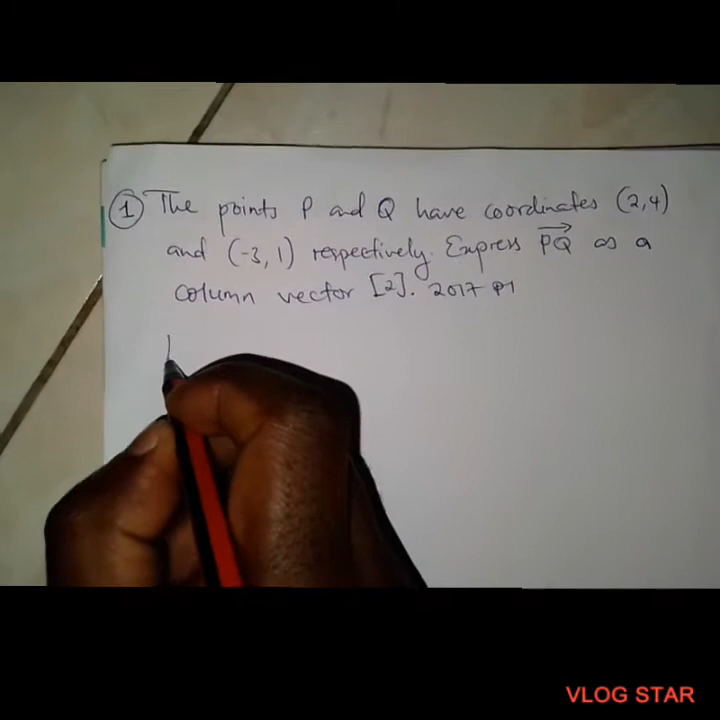 ① The points P and Q have coordinates (2,4)
and (-3, 1) respectively. Express \overrightarrow{PQ} as a
column vector [2]. 2017 P1
VLOG STAR